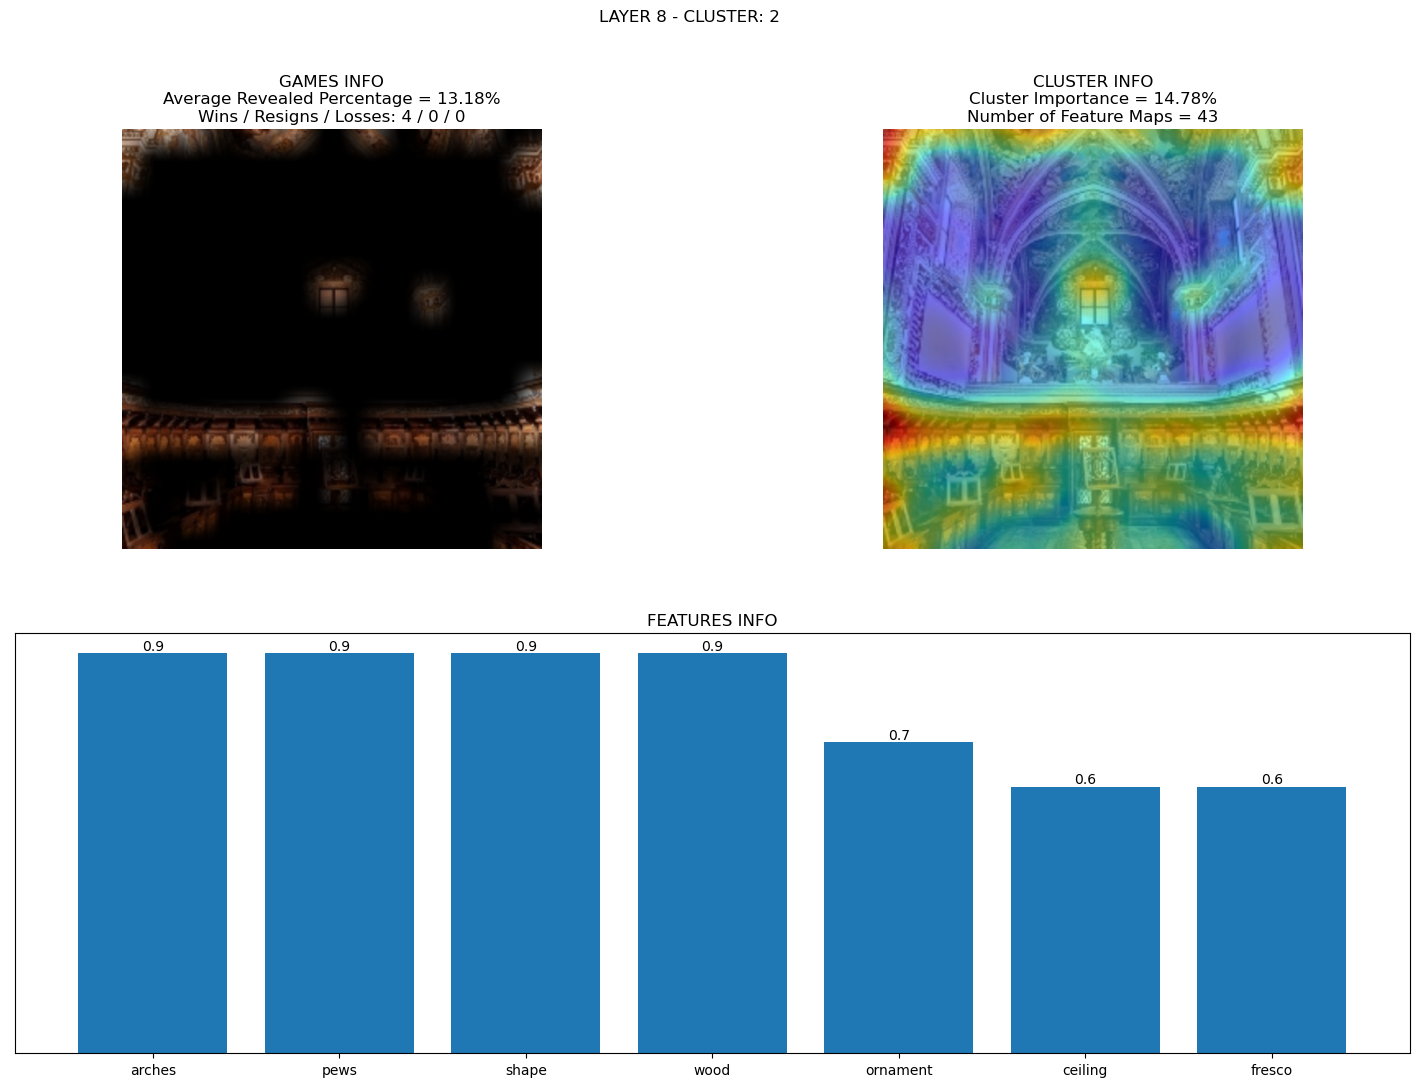 LAYER 8 - CLUSTER: 2
GAMES INFO
Average Revealed Percentage = 13.18%
Wins / Resigns / Losses: 4 / 0 / 0
CLUSTER INFO
Cluster Importance = 14.78%
Number of Feature Maps = 43
FEATURES INFO
0.9 0.9 0.9 0.9 0.7 0.6 0.6
arches pews shape wood ornament ceiling fresco